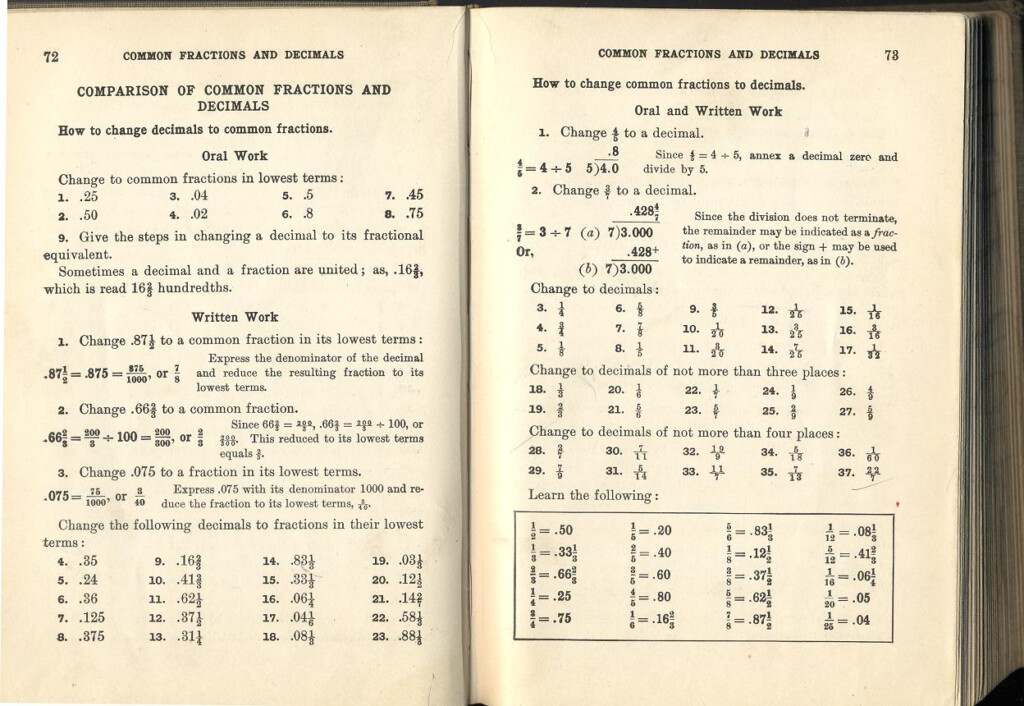 72 COMMON FRACTIONS AND DECIMALS
COMPARISON OF COMMON FRACTIONS AND
DECIMALS
How to change decimals to common fractions.
Oral Work
Change to common fractions in lowest terms:
1. .25 3. .04 5. .5 7. .45
2. .50 4. .02 6. .8 8. .75
9. Give the steps in changing a decimal to its fractional
equivalent.
Sometimes a decimal and a fraction are united; as, .16⅔,
which is read 16⅔ hundredths.
Written Work
1. Change .87½ to a common fraction in its lowest terms:
Express the denominator of the decimal
.87½ = .875 = 875/1000, or 7/8 and reduce the resulting fraction to its
lowest terms.
2. Change .66⅔ to a common fraction.
Since 66⅔ = 200/3, .66⅔ = 200/3 ÷ 100, or
.66⅔ = 200/3 ÷ 100 = 200/300, or 2/3 200/300. This reduced to its lowest terms
equals ⅔.
3. Change .075 to a fraction in its lowest terms.
.075 = 75/1000, or 3/40 Express .075 with its denominator 1000 and re-
duce the fraction to its lowest terms, 3/40.
Change the following decimals to fractions in their lowest
terms:
4. .35 9. .16⅔ 14. .83⅓ 19. .03⅓
5. .24 10. .41⅔ 15. .33⅓ 20. .12½
6. .36 11. .62½ 16. .06¼ 21. .14²⁄₇
7. .125 12. .37½ 17. .04⅙ 22. .58⅓
8. .375 13. .31¼ 18. .08⅓ 23. .88⅓
COMMON FRACTIONS AND DECIMALS 73
How to change common fractions to decimals.
Oral and Written Work
1. Change ⅘ to a decimal.
.8 Since ⅘ = 4 ÷ 5, annex a decimal zero and
⅘ = 4 ÷ 5 5)4.0 divide by 5.
2. Change 3/7 to a decimal.
.428 4/7 Since the division does not terminate,
3/7 = 3 ÷ 7 (a) 7)3.000 the remainder may be indicated as a frac-
Or, .428+ tion, as in (a), or the sign + may be used
(b) 7)3.000 to indicate a remainder, as in (b).
Change to decimals:
3. 1/4 6. 5/8 9. 3/5 12. 1/25 15. 1/16
4. 3/4 7. 7/8 10. 1/20 13. 3/25 16. 3/16
5. 1/8 8. 1/5 11. 3/20 14. 7/25 17. 1/32
Change to decimals of not more than three places:
18. 1/3 20. 1/6 22. 1/7 24. 1/9 26. 4/9
19. 2/3 21. 5/6 23. 5/7 25. 2/9 27. 5/9
Change to decimals of not more than four places:
28. 3/7 30. 7/11 32. 19/9 34. 5/18 36. 1/60
29. 7/9 31. 5/14 33. 11/7 35. 7/13 37. 22/7
Learn the following:
1/2 = .50 1/5 = .20 5/6 = .83⅓ 1/12 = .08⅓
1/3 = .33⅓ 2/5 = .40 1/8 = .12½ 5/12 = .41⅔
2/3 = .66⅔ 3/5 = .60 3/8 = .37½ 1/16 = .06¼
1/4 = .25 4/5 = .80 5/8 = .62½ 1/20 = .05
3/4 = .75 1/6 = .16⅔ 7/8 = .87½ 1/25 = .04